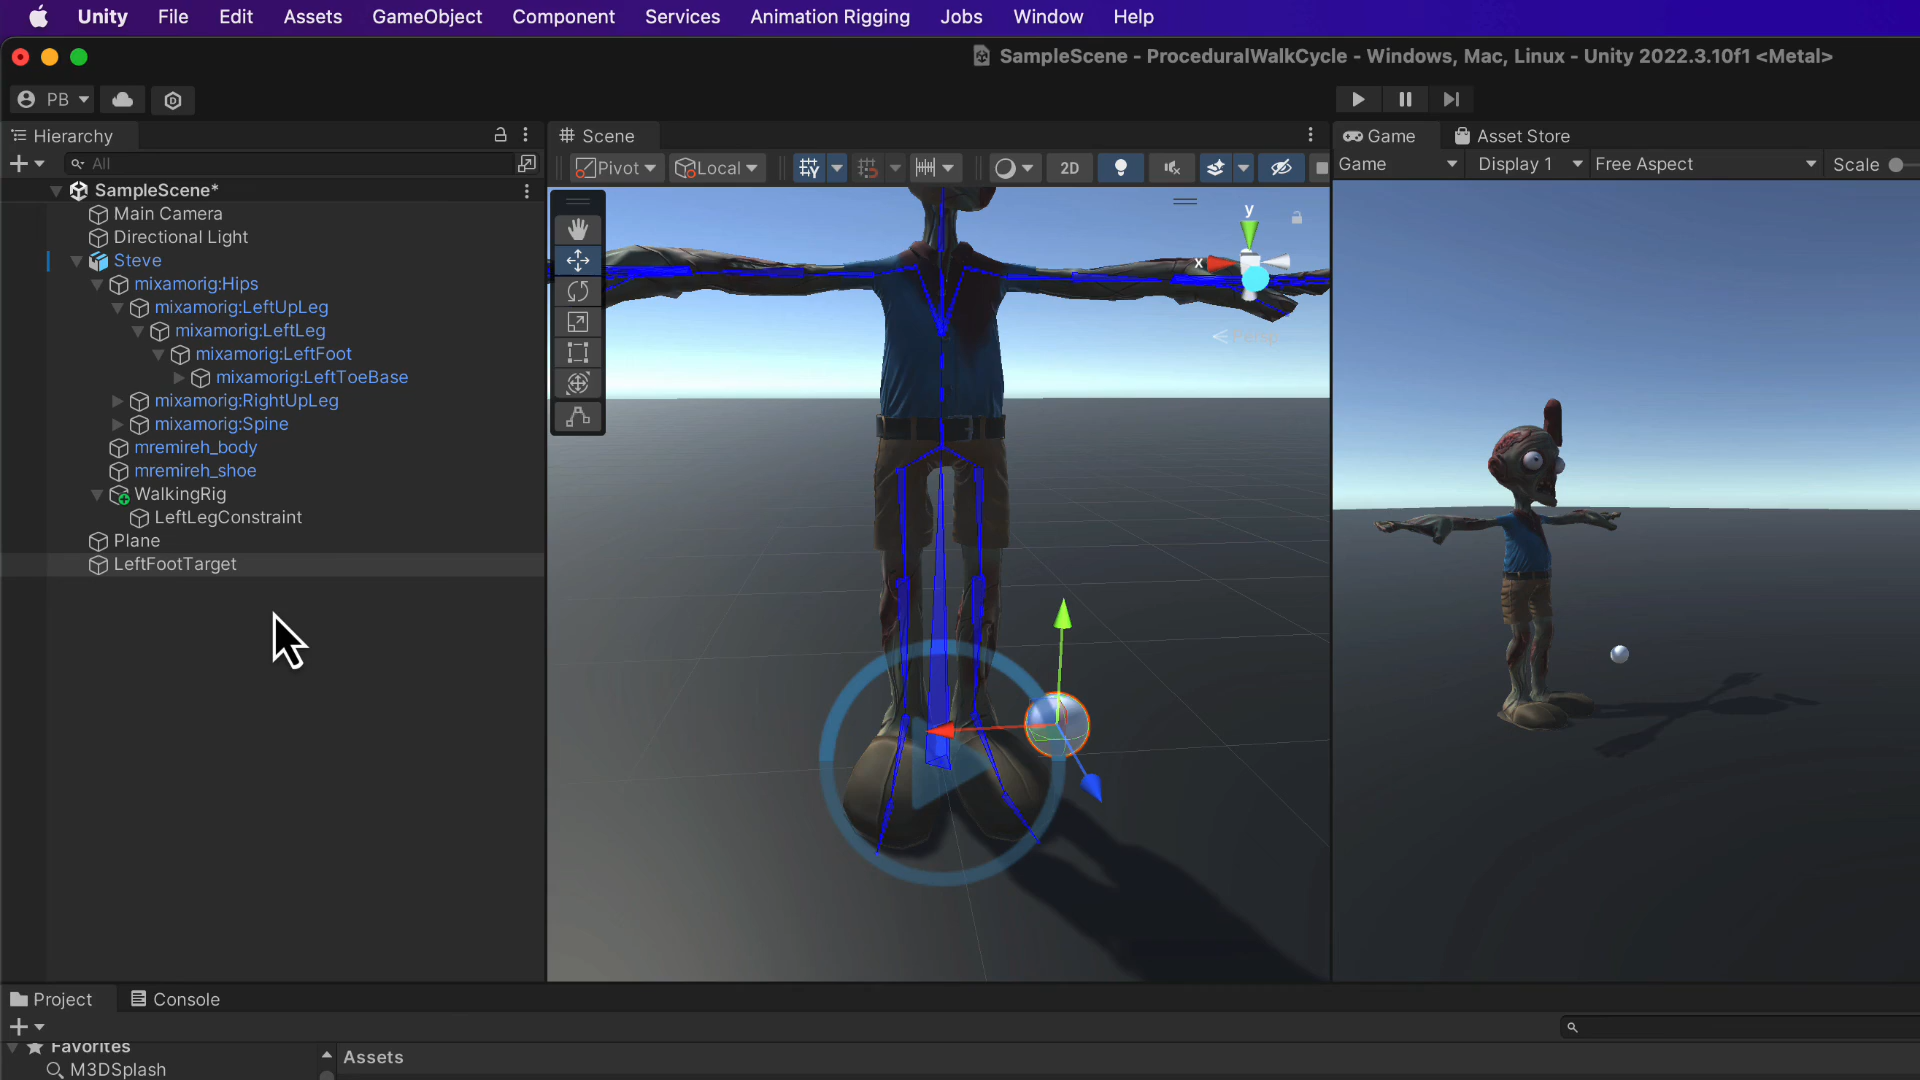 Unity File Edit Assets GameObject Component Services Animation Rigging Jobs Window Help
SampleScene - ProceduralWalkCycle - Windows, Mac, Linux - Unity 2022.3.10f1 <Metal>
PB
Hierarchy
All
SampleScene*
Main Camera
Directional Light
Steve
mixamorig:Hips
mixamorig:LeftUpLeg
mixamorig:LeftLeg
mixamorig:LeftFoot
mixamorig:LeftToeBase
mixamorig:RightUpLeg
mixamorig:Spine
mremireh_body
mremireh_shoe
WalkingRig
LeftLegConstraint
Plane
LeftFootTarget
Scene
Pivot Local 2D
y
x
Persp
Game Asset Store
Game Display 1 Free Aspect Scale
Project Console
Favorites
M3DSplash
Assets